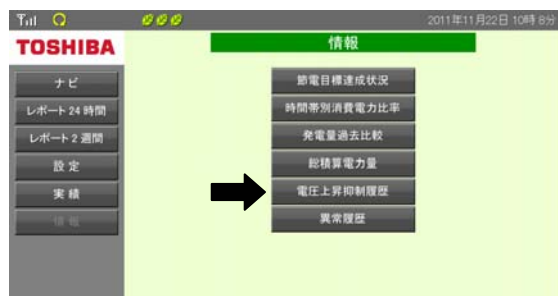 2011年11月22日 10時 8分
TOSHIBA
情報
ナビ
レポート 24 時間
レポート 2 週間
設定
実績
情報
節電目標達成状況
時間帯別消費電力比率
発電量過去比較
総積算電力量
電圧上昇抑制履歴
異常履歴